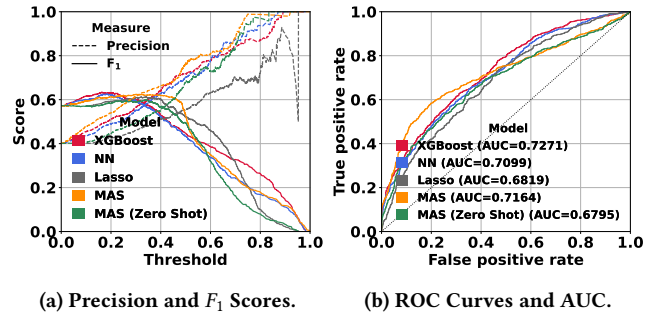 1.0
0.8
0.6
0.4
0.2
0.0
Score
Measure
Precision
F₁
Model
XGBoost
NN
Lasso
MAS
MAS (Zero Shot)
0.0 0.2 0.4 0.6 0.8 1.0
Threshold
(a) Precision and F₁ Scores.
1.0
0.8
0.6
0.4
0.2
0.0
True positive rate
Model
XGBoost (AUC=0.7271)
NN (AUC=0.7099)
Lasso (AUC=0.6819)
MAS (AUC=0.7164)
MAS (Zero Shot) (AUC=0.6795)
0.0 0.2 0.4 0.6 0.8 1.0
False positive rate
(b) ROC Curves and AUC.